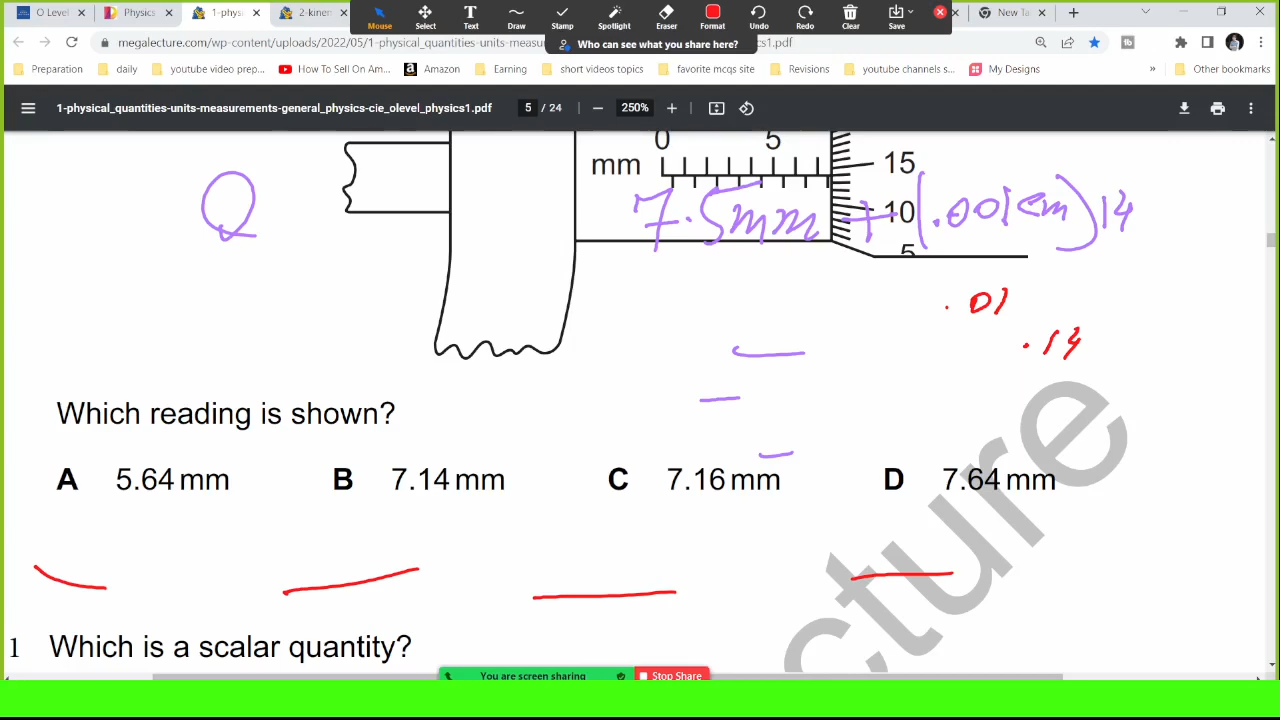 O Level
Physics
1-phys
2-kinem
New Ta
Mouse
Select
Text
Draw
Stamp
Spotlight
Eraser
Format
Undo
Redo
Clear
Save
Who can see what you share here?
megalecture.com/wp-content/uploads/2022/05/1-physical_quantities-units-measu
cs1.pdf
Preparation
daily
youtube video prep...
How To Sell On Am...
Amazon
Earning
short videos topics
favorite mcqs site
Revisions
youtube channels s...
My Designs
»
Other bookmarks
1-physical_quantities-units-measurements-general_physics-cie_olevel_physics1.pdf
5 / 24
250%
0 5
mm
15
10
5
Q
7.5mm + (.001cm)14
.01
.14
Which reading is shown?
A 5.64 mm B 7.14 mm C 7.16 mm D 7.64 mm
1 Which is a scalar quantity?
cture
You are screen sharing
Stop Share